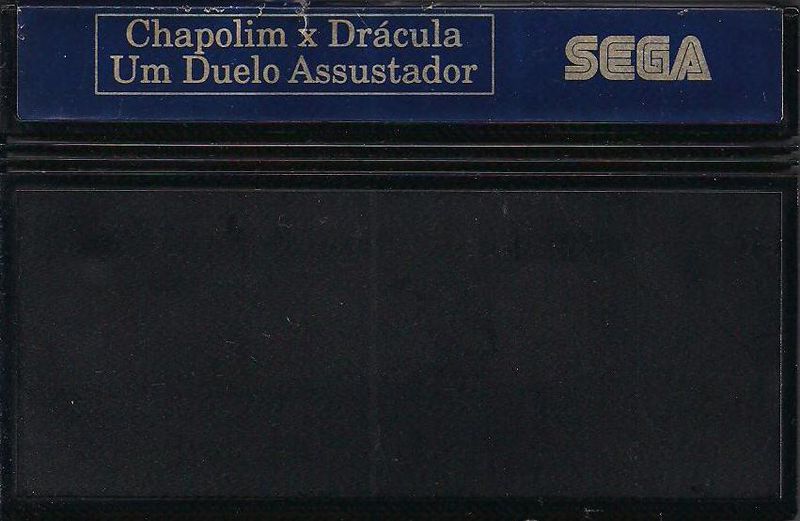 Chapolim x Drácula
Um Duelo Assustador
SEGA